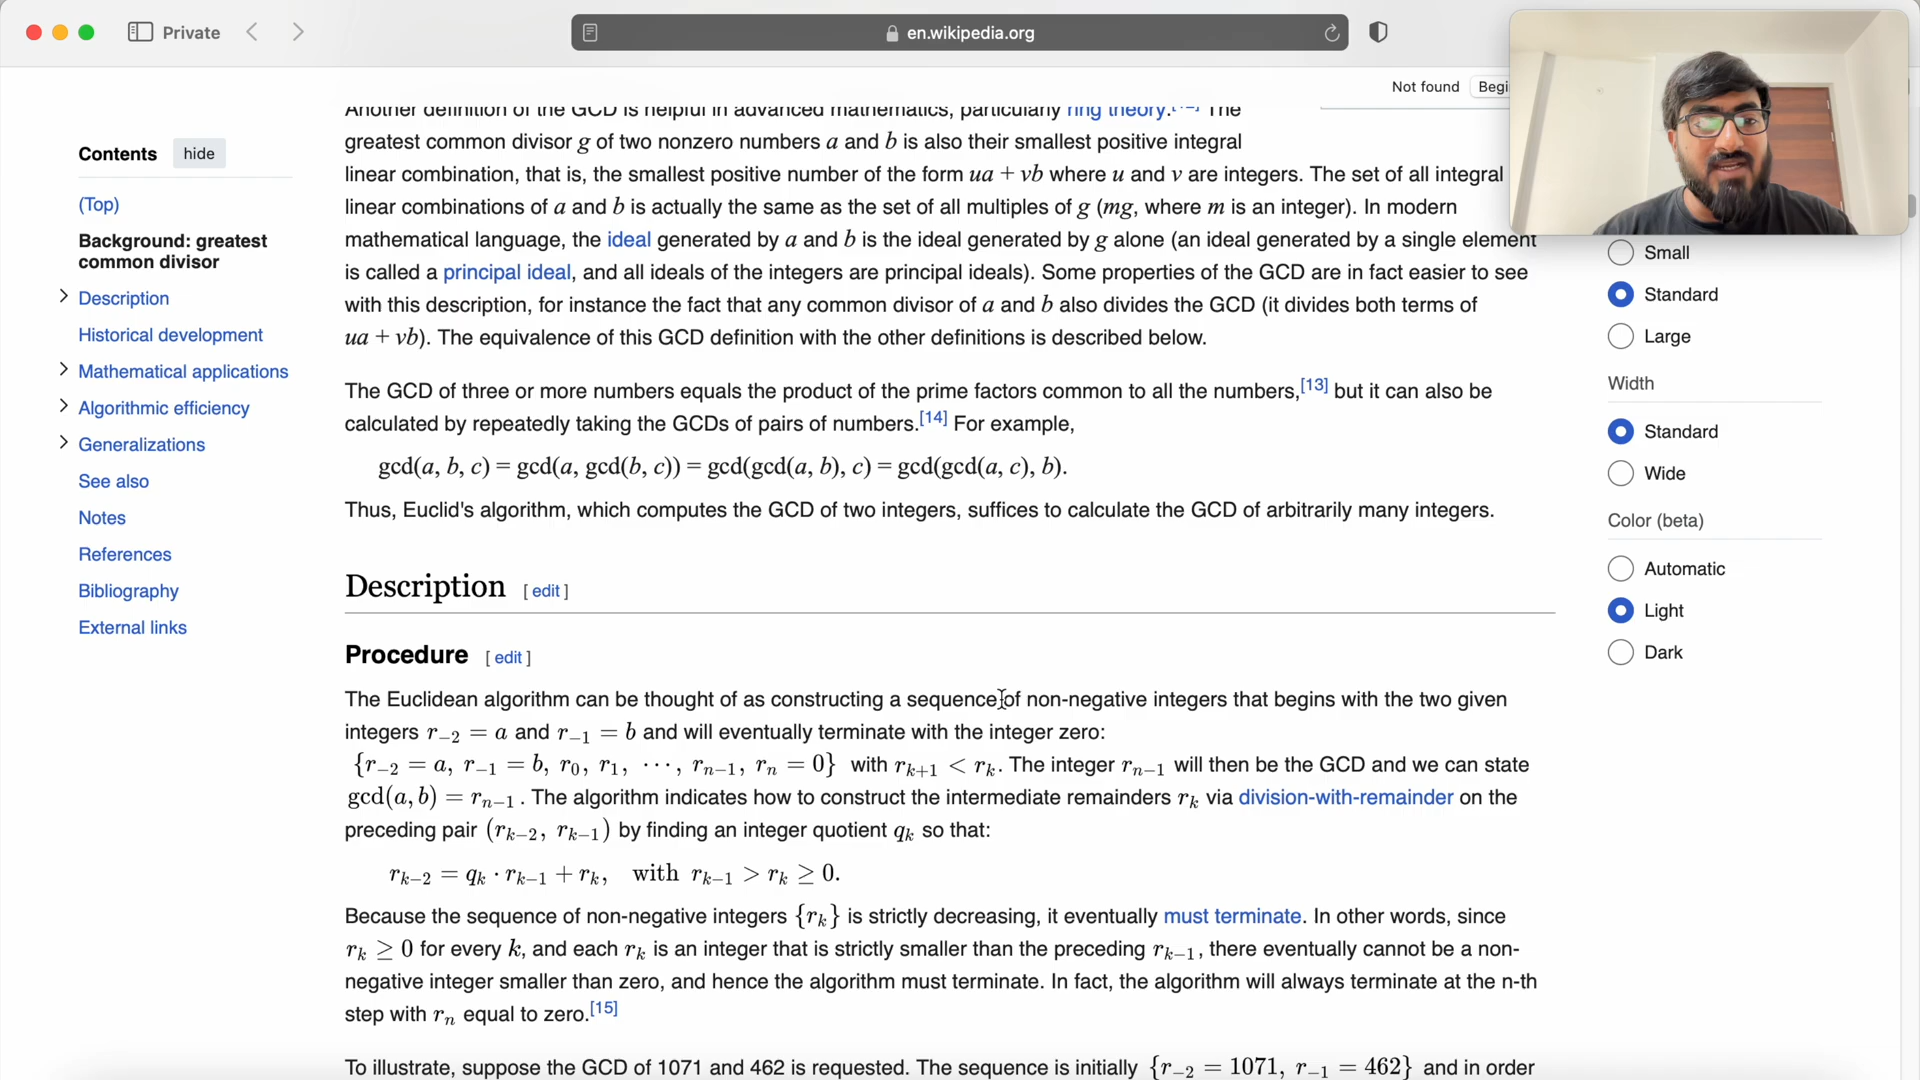 Private
en.wikipedia.org
Not found
Contents hide
(Top)
Background: greatest
common divisor
Description
Historical development
Mathematical applications
Algorithmic efficiency
Generalizations
See also
Notes
References
Bibliography
External links
Another definition of the GCD is helpful in advanced mathematics, particularly ring theory.[12] The
greatest common divisor g of two nonzero numbers a and b is also their smallest positive integral
linear combination, that is, the smallest positive number of the form ua + vb where u and v are integers. The set of all integral
linear combinations of a and b is actually the same as the set of all multiples of g (mg, where m is an integer). In modern
mathematical language, the ideal generated by a and b is the ideal generated by g alone (an ideal generated by a single element
is called a principal ideal, and all ideals of the integers are principal ideals). Some properties of the GCD are in fact easier to see
with this description, for instance the fact that any common divisor of a and b also divides the GCD (it divides both terms of
ua + vb). The equivalence of this GCD definition with the other definitions is described below.
The GCD of three or more numbers equals the product of the prime factors common to all the numbers,[13] but it can also be
calculated by repeatedly taking the GCDs of pairs of numbers.[14] For example,
gcd(a, b, c) = gcd(a, gcd(b, c)) = gcd(gcd(a, b), c) = gcd(gcd(a, c), b).
Thus, Euclid's algorithm, which computes the GCD of two integers, suffices to calculate the GCD of arbitrarily many integers.
Description [ edit ]
Procedure [ edit ]
The Euclidean algorithm can be thought of as constructing a sequence of non-negative integers that begins with the two given
integers r₋₂ = a and r₋₁ = b and will eventually terminate with the integer zero:
{r₋₂ = a, r₋₁ = b, r₀, r₁, ⋯, rₙ₋₁, rₙ = 0} with rₖ₊₁ < rₖ. The integer rₙ₋₁ will then be the GCD and we can state
gcd(a, b) = rₙ₋₁. The algorithm indicates how to construct the intermediate remainders rₖ via division-with-remainder on the
preceding pair (rₖ₋₂, rₖ₋₁) by finding an integer quotient qₖ so that:
rₖ₋₂ = qₖ · rₖ₋₁ + rₖ, with rₖ₋₁ > rₖ ≥ 0.
Because the sequence of non-negative integers {rₖ} is strictly decreasing, it eventually must terminate. In other words, since
rₖ ≥ 0 for every k, and each rₖ is an integer that is strictly smaller than the preceding rₖ₋₁, there eventually cannot be a non-
negative integer smaller than zero, and hence the algorithm must terminate. In fact, the algorithm will always terminate at the n-th
step with rₙ equal to zero.[15]
To illustrate, suppose the GCD of 1071 and 462 is requested. The sequence is initially {r₋₂ = 1071, r₋₁ = 462} and in order
Small
Standard
Large
Width
Standard
Wide
Color (beta)
Automatic
Light
Dark